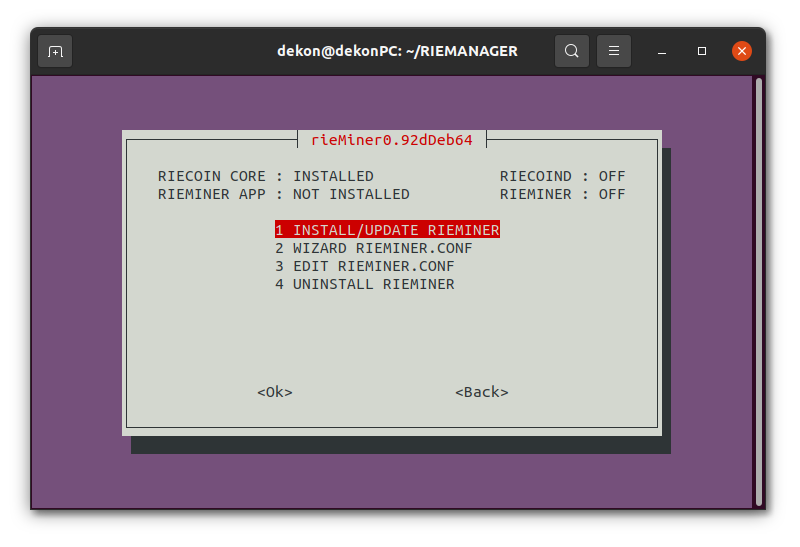 dekon@dekonPC: ~/RIEMANAGER
rieMiner0.92dDeb64
RIECOIN CORE : INSTALLED RIECOIND : OFF
RIEMINER APP : NOT INSTALLED RIEMINER : OFF
1 INSTALL/UPDATE RIEMINER
2 WIZARD RIEMINER.CONF
3 EDIT RIEMINER.CONF
4 UNINSTALL RIEMINER
<Ok> <Back>